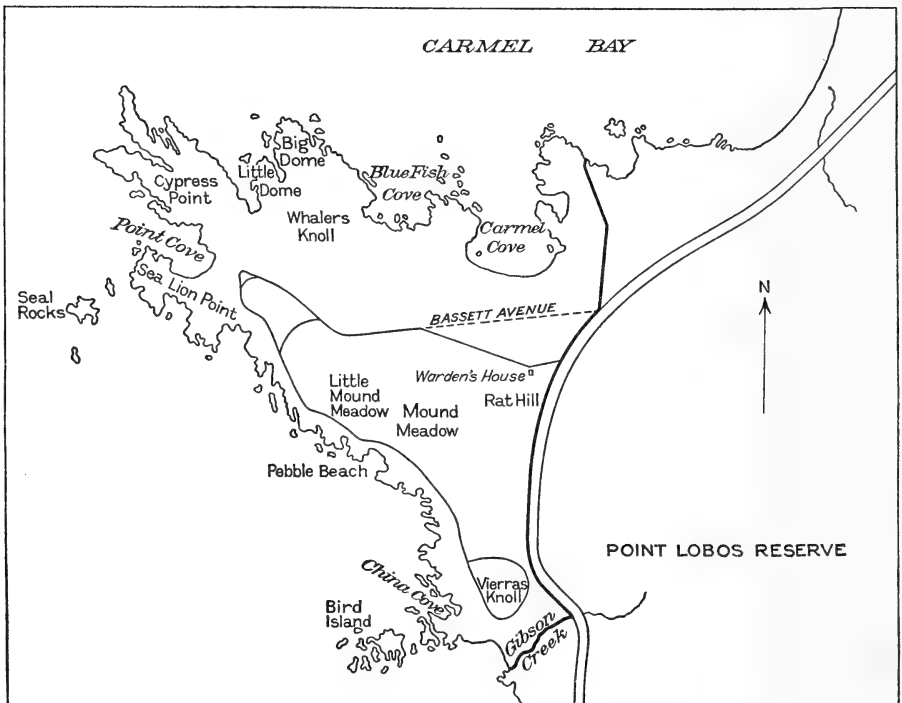 CARMEL BAY
Big
Dome
Little
Dome
Blue Fish
Cove
Cypress
Point
Whalers
Knoll
Carmel
Cove
Point Cove
Sea Lion Point
Seal
Rocks
N
BASSETT AVENUE
Warden's House
Little
Mound
Meadow
Mound
Meadow
Rat Hill
Pebble Beach
POINT LOBOS RESERVE
China Cove
Vierras
Knoll
Bird
Island
Gibson
Creek